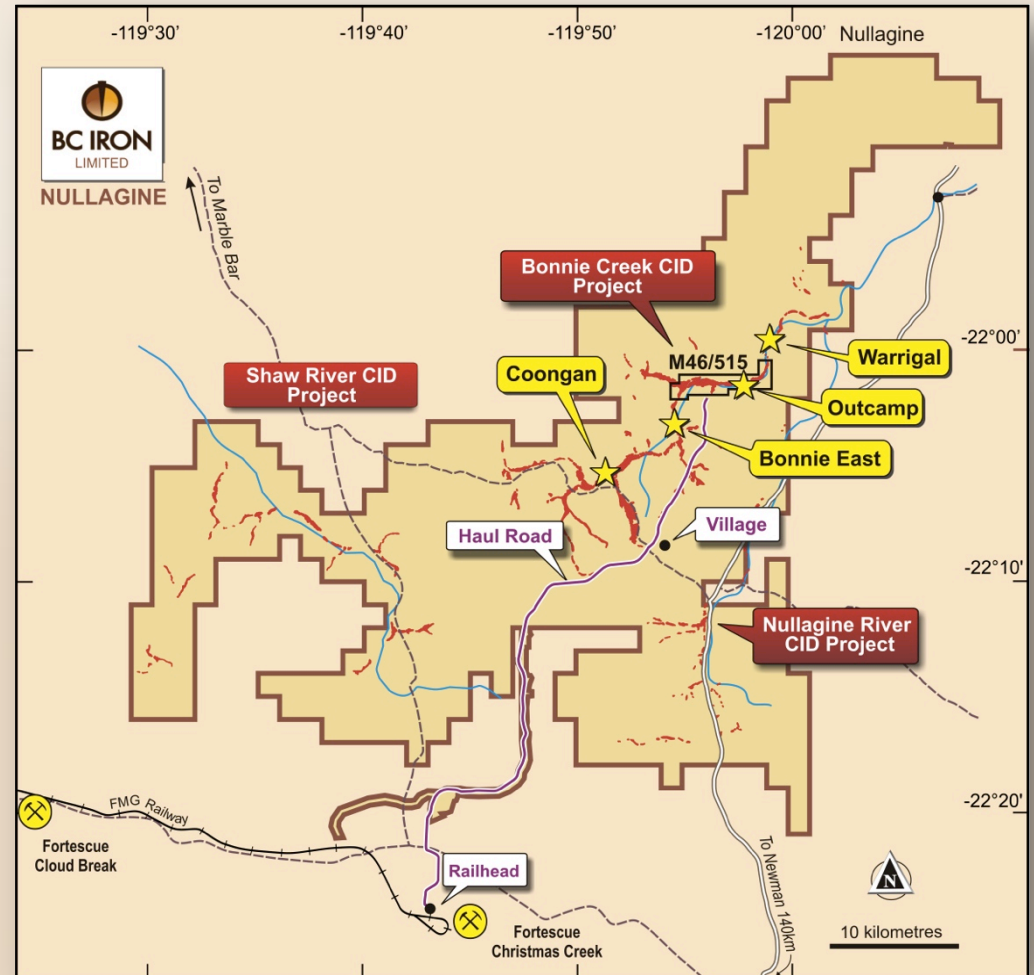 -119°30'
-119°40'
-119°50'
-120°00'
Nullagine
BC IRON
LIMITED
NULLAGINE
To Marble Bar
Bonnie Creek CID
Project
-22°00'
M46/515
Warrigal
Shaw River CID
Project
Coongan
Outcamp
Bonnie East
Village
Haul Road
-22°10'
Nullagine River
CID Project
-22°20'
FMG Railway
Fortescue
Cloud Break
To Newman 140km
N
Railhead
Fortescue
Christmas Creek
10 kilometres